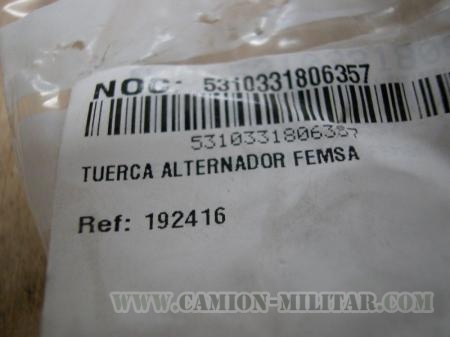 NOC: 5310331806357
5310331806357
TUERCA ALTERNADOR FEMSA
Ref: 192416
WWW.CAMION-MILITAR.COM